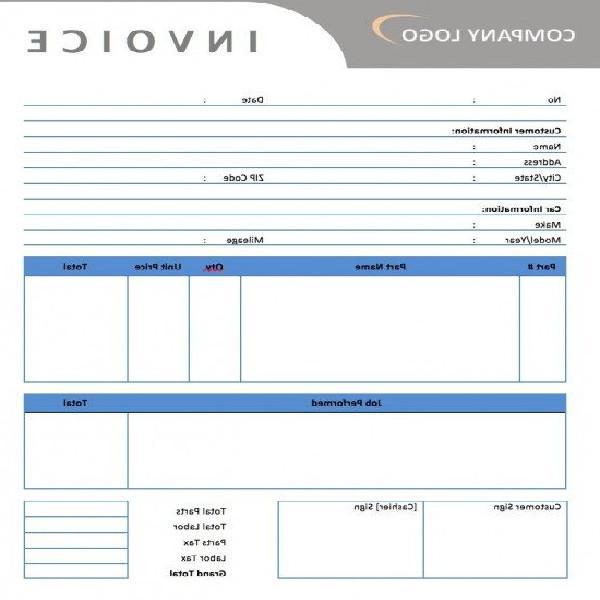 COMPANY LOGO INVOICE
No : Date :
Customer Information:
Name :
Address :
City/State : ZIP Code :
Car Information:
Make :
Model/Year : Mileage :
Part # Part Name Qty Unit Price Total
Job Performed Total
Customer Sign [Cashier] Sign Total Parts
Total Labor
Parts Tax
Labor Tax
Grand Total